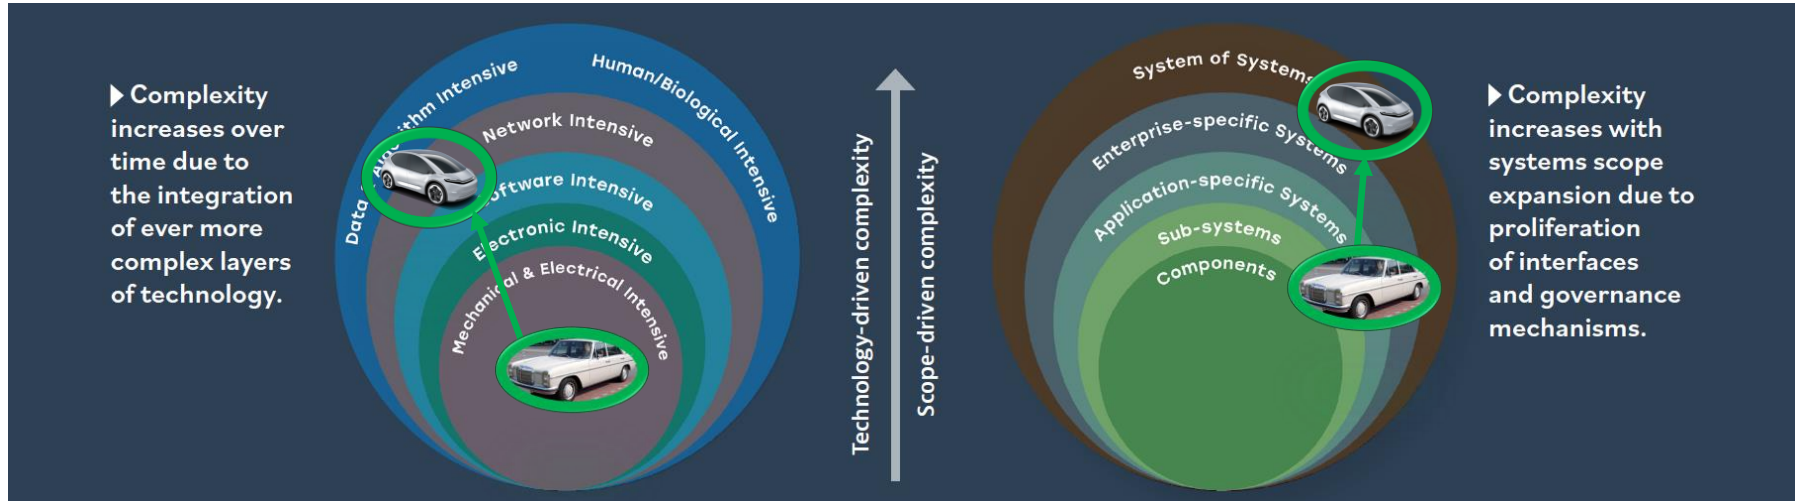 Complexity
increases over
time due to
the integration
of ever more
complex layers
of technology.
Human/Biological Intensive
Algorithm Intensive
Data
Network Intensive
Software Intensive
Electronic Intensive
Mechanical & Electrical Intensive
Technology-driven complexity
Scope-driven complexity
System of Systems
Enterprise-specific Systems
Application-specific Systems
Sub-systems
Components
Complexity
increases with
systems scope
expansion due to
proliferation
of interfaces
and governance
mechanisms.